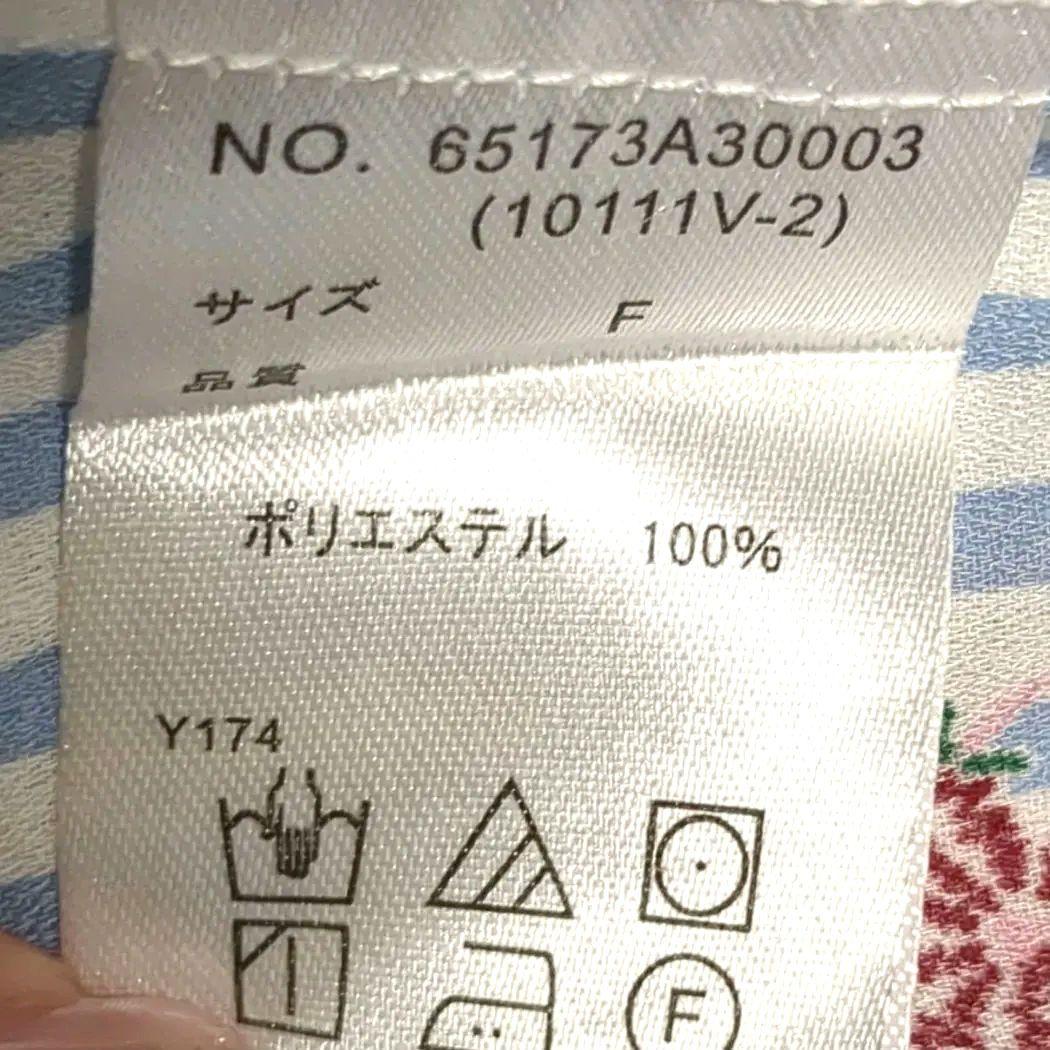 NO. 65173A30003
(10111V-2)
サイズ F
品質
ポリエステル 100%
Y174
F